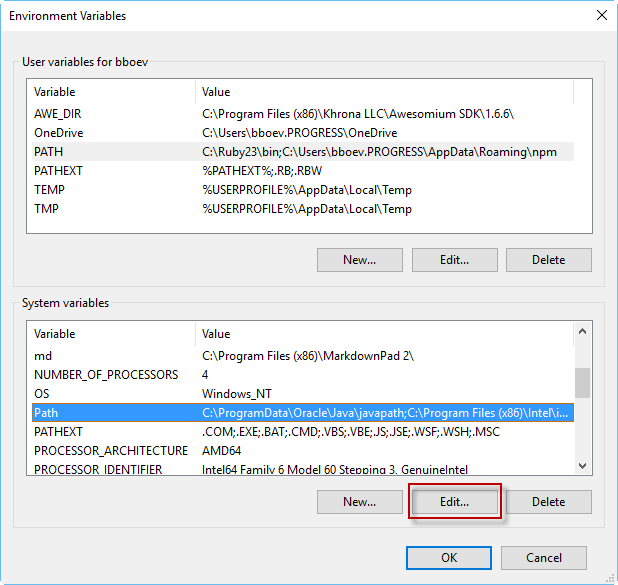 Environment Variables
User variables for bboev
Variable Value
AWE_DIR C:\Program Files (x86)\Khrona LLC\Awesomium SDK\1.6.6\
OneDrive C:\Users\bboev.PROGRESS\OneDrive
PATH C:\Ruby23\bin;C:\Users\bboev.PROGRESS\AppData\Roaming\npm
PATHEXT %PATHEXT%;.RB;.RBW
TEMP %USERPROFILE%\AppData\Local\Temp
TMP %USERPROFILE%\AppData\Local\Temp
New... Edit... Delete
System variables
Variable Value
md C:\Program Files (x86)\MarkdownPad 2\
NUMBER_OF_PROCESSORS 4
OS Windows_NT
Path C:\ProgramData\Oracle\Java\javapath;C:\Program Files (x86)\Intel\i...
PATHEXT .COM;.EXE;.BAT;.CMD;.VBS;.VBE;.JS;.JSE;.WSF;.WSH;.MSC
PROCESSOR_ARCHITECTURE AMD64
PROCESSOR_IDENTIFIER Intel64 Family 6 Model 60 Stepping 3, GenuineIntel
New... Edit... Delete
OK Cancel